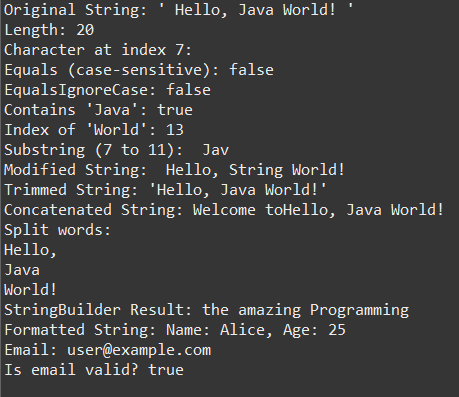 Original String: ' Hello, Java World! '
Length: 20
Character at index 7:
Equals (case-sensitive): false
EqualsIgnoreCase: false
Contains 'Java': true
Index of 'World': 13
Substring (7 to 11):  Jav
Modified String:  Hello, String World!
Trimmed String: 'Hello, Java World!'
Concatenated String: Welcome toHello, Java World!
Split words:
Hello,
Java
World!
StringBuilder Result: the amazing Programming
Formatted String: Name: Alice, Age: 25
Email: user@example.com
Is email valid? true